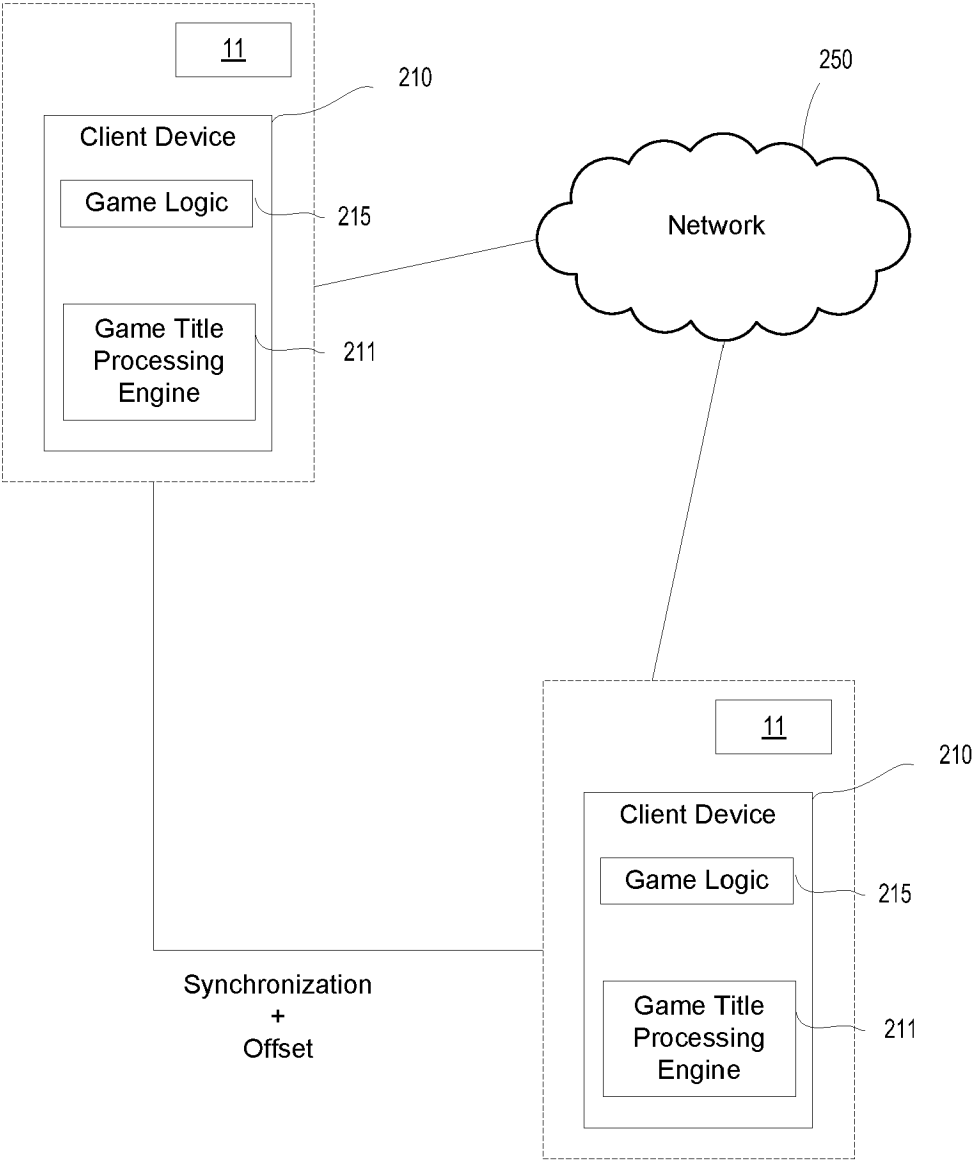 11
210
Client Device
Game Logic
215
Game Title
Processing
Engine
211
250
Network
11
210
Client Device
Game Logic
215
Game Title
Processing
Engine
211
Synchronization
+
Offset